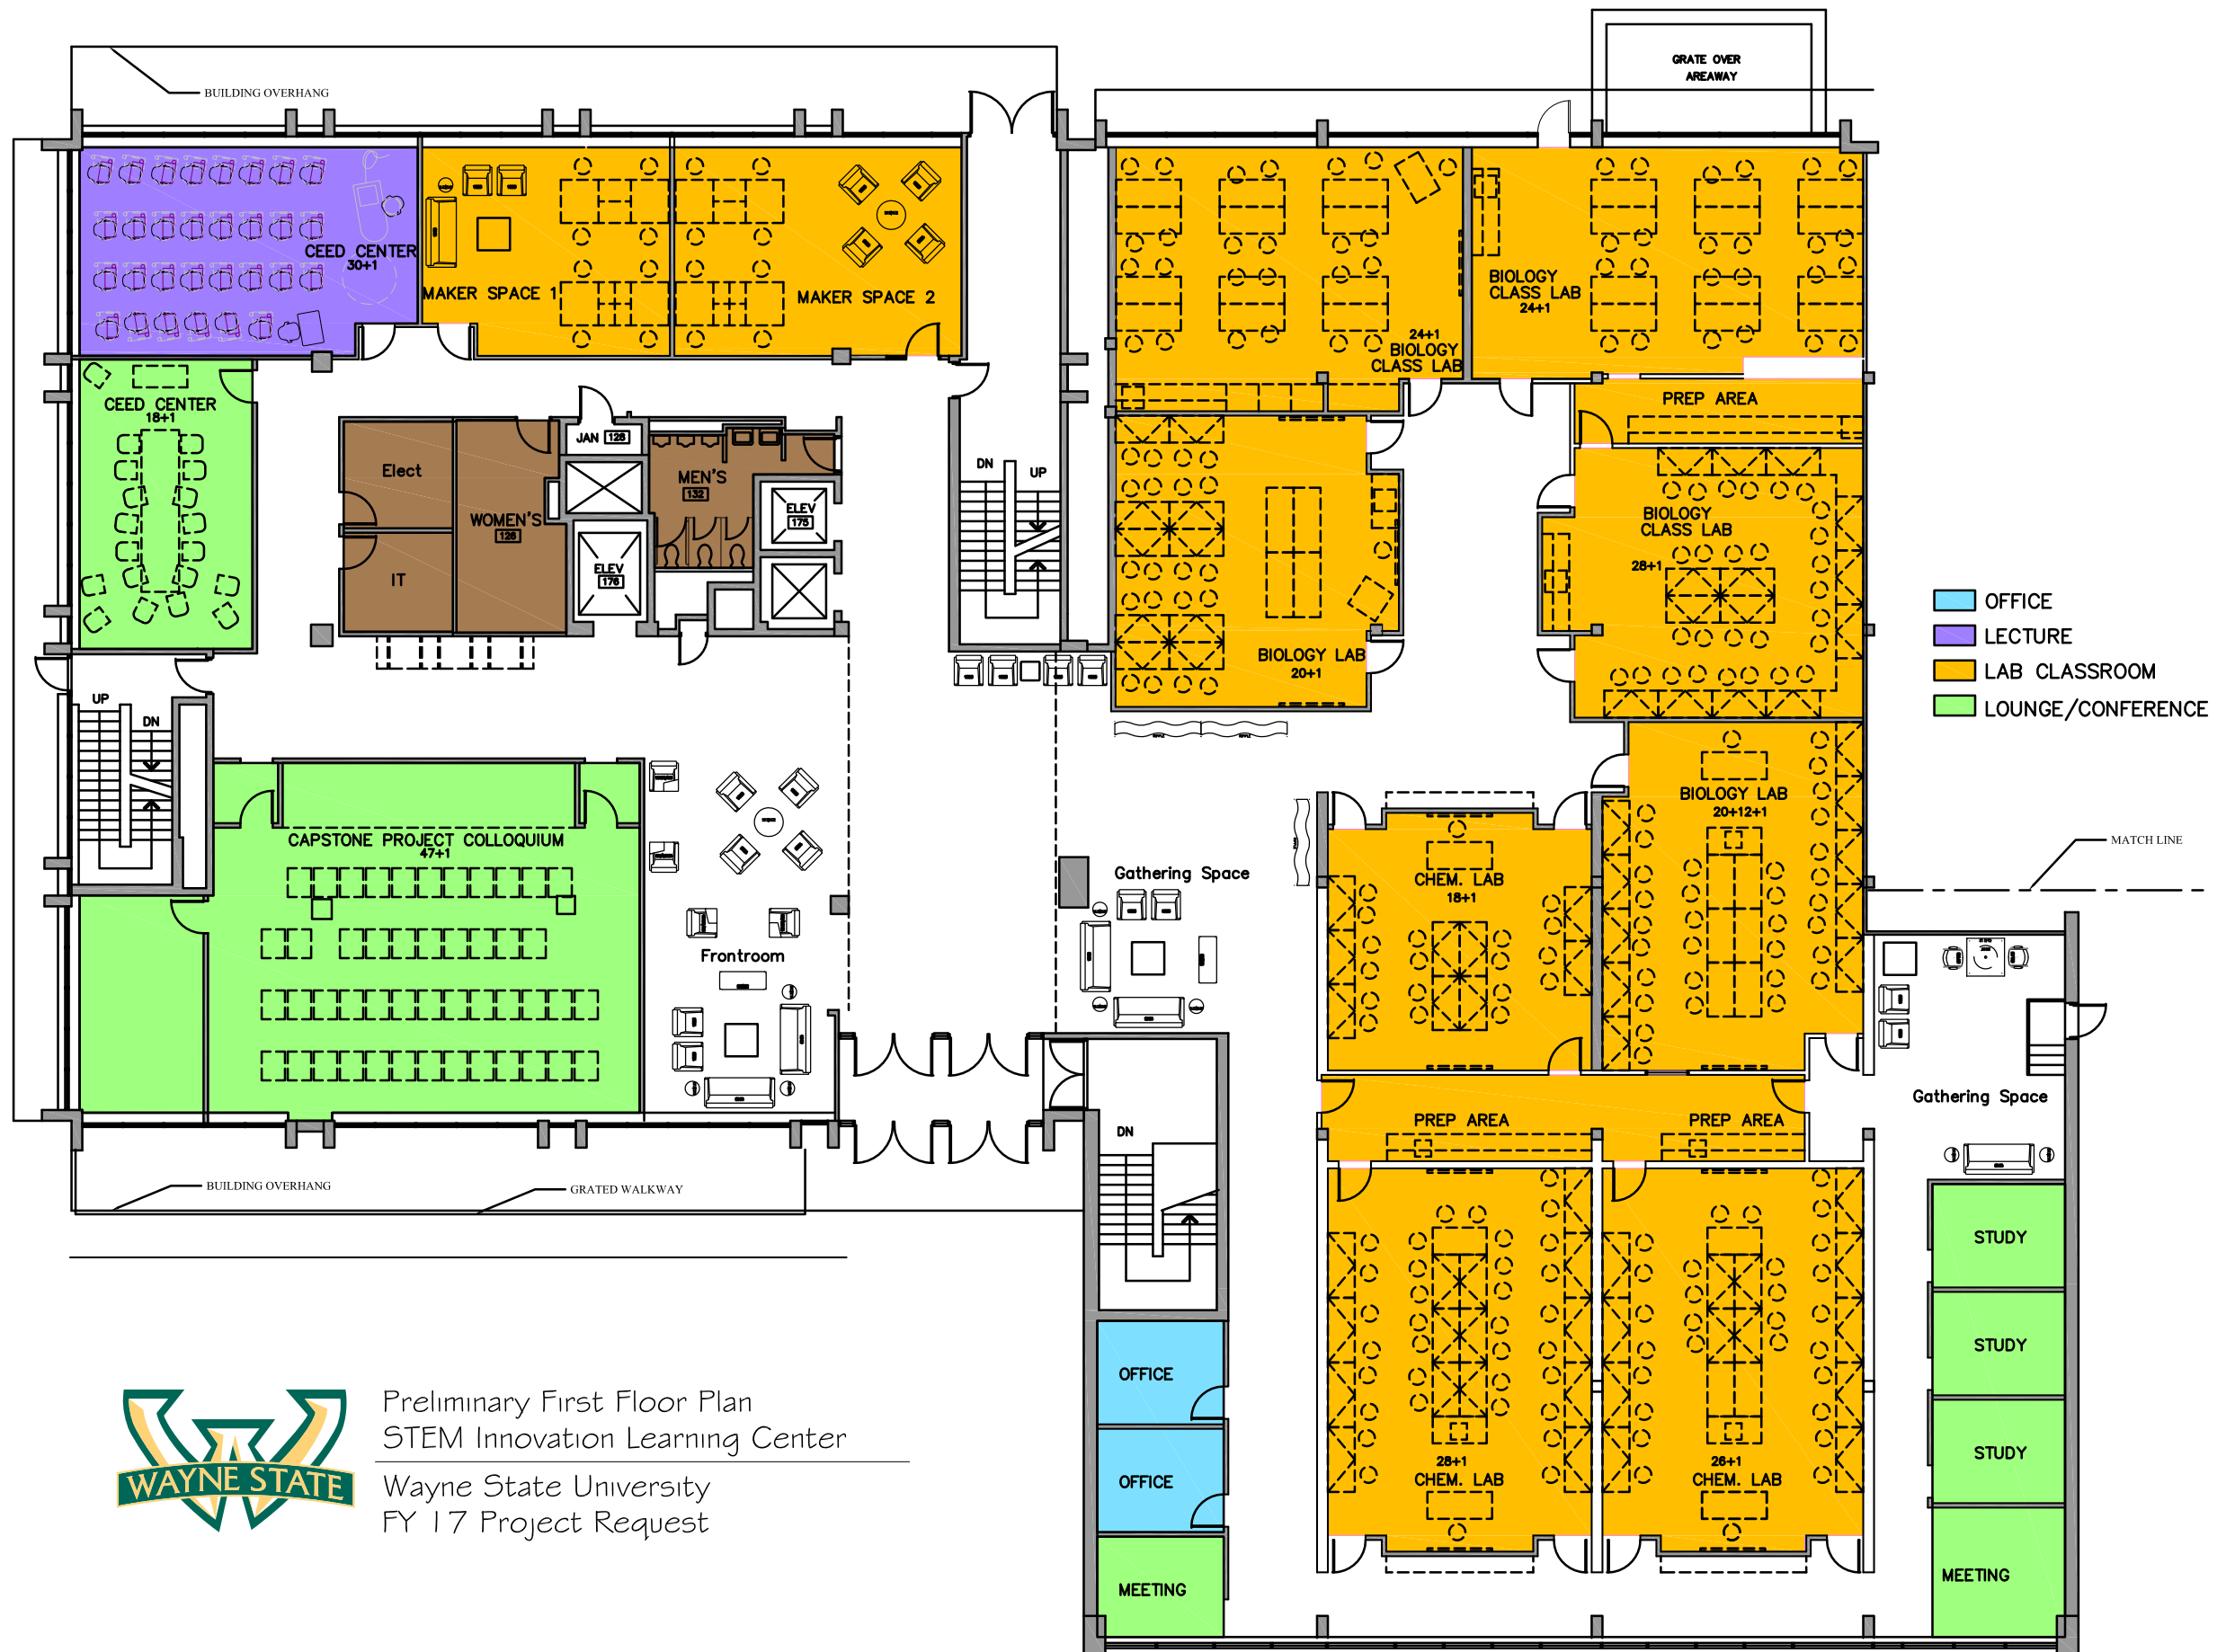 GRATE OVER
AREAWAY
BUILDING OVERHANG
CEED CENTER
30+1
MAKER SPACE 1
MAKER SPACE 2
BIOLOGY
CLASS LAB
24+1
24+1
BIOLOGY
CLASS LAB
PREP AREA
CEED CENTER
18+1
JAN 128
Elect
MEN'S
132
DN
UP
WOMEN'S
126
ELEV
175
BIOLOGY
CLASS LAB
28+1
IT
ELEV
176
OFFICE
LECTURE
LAB CLASSROOM
LOUNGE/CONFERENCE
BIOLOGY LAB
20+1
UP
DN
BIOLOGY LAB
20+12+1
CAPSTONE PROJECT COLLOQUIUM
47+1
MATCH LINE
Gathering Space
CHEM. LAB
18+1
Frontroom
Gathering Space
PREP AREA
PREP AREA
DN
BUILDING OVERHANG
GRATED WALKWAY
STUDY
STUDY
STUDY
MEETING
OFFICE
OFFICE
MEETING
28+1
CHEM. LAB
26+1
CHEM. LAB
WAYNE STATE
Preliminary First Floor Plan
STEM Innovation Learning Center
Wayne State University
FY 17 Project Request